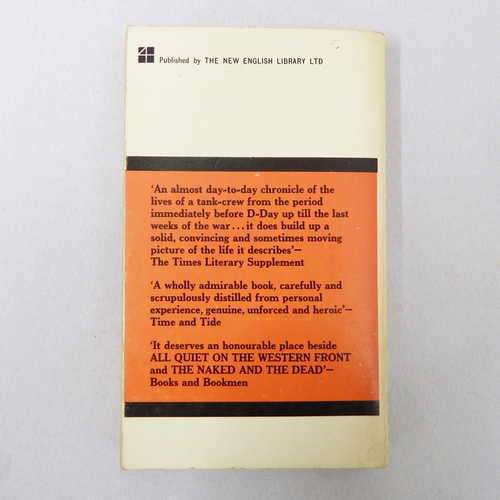 Published by THE NEW ENGLISH LIBRARY LTD
'An almost day-to-day chronicle of the
lives of a tank-crew from the period
immediately before D-Day up till the last
weeks of the war...it does build up a
solid, convincing and sometimes moving
picture of the life it describes'–
The Times Literary Supplement
'A wholly admirable book, carefully and
scrupulously distilled from personal
experience, genuine, unforced and heroic'–
Time and Tide
'It deserves an honourable place beside
ALL QUIET ON THE WESTERN FRONT
and THE NAKED AND THE DEAD'–
Books and Bookmen